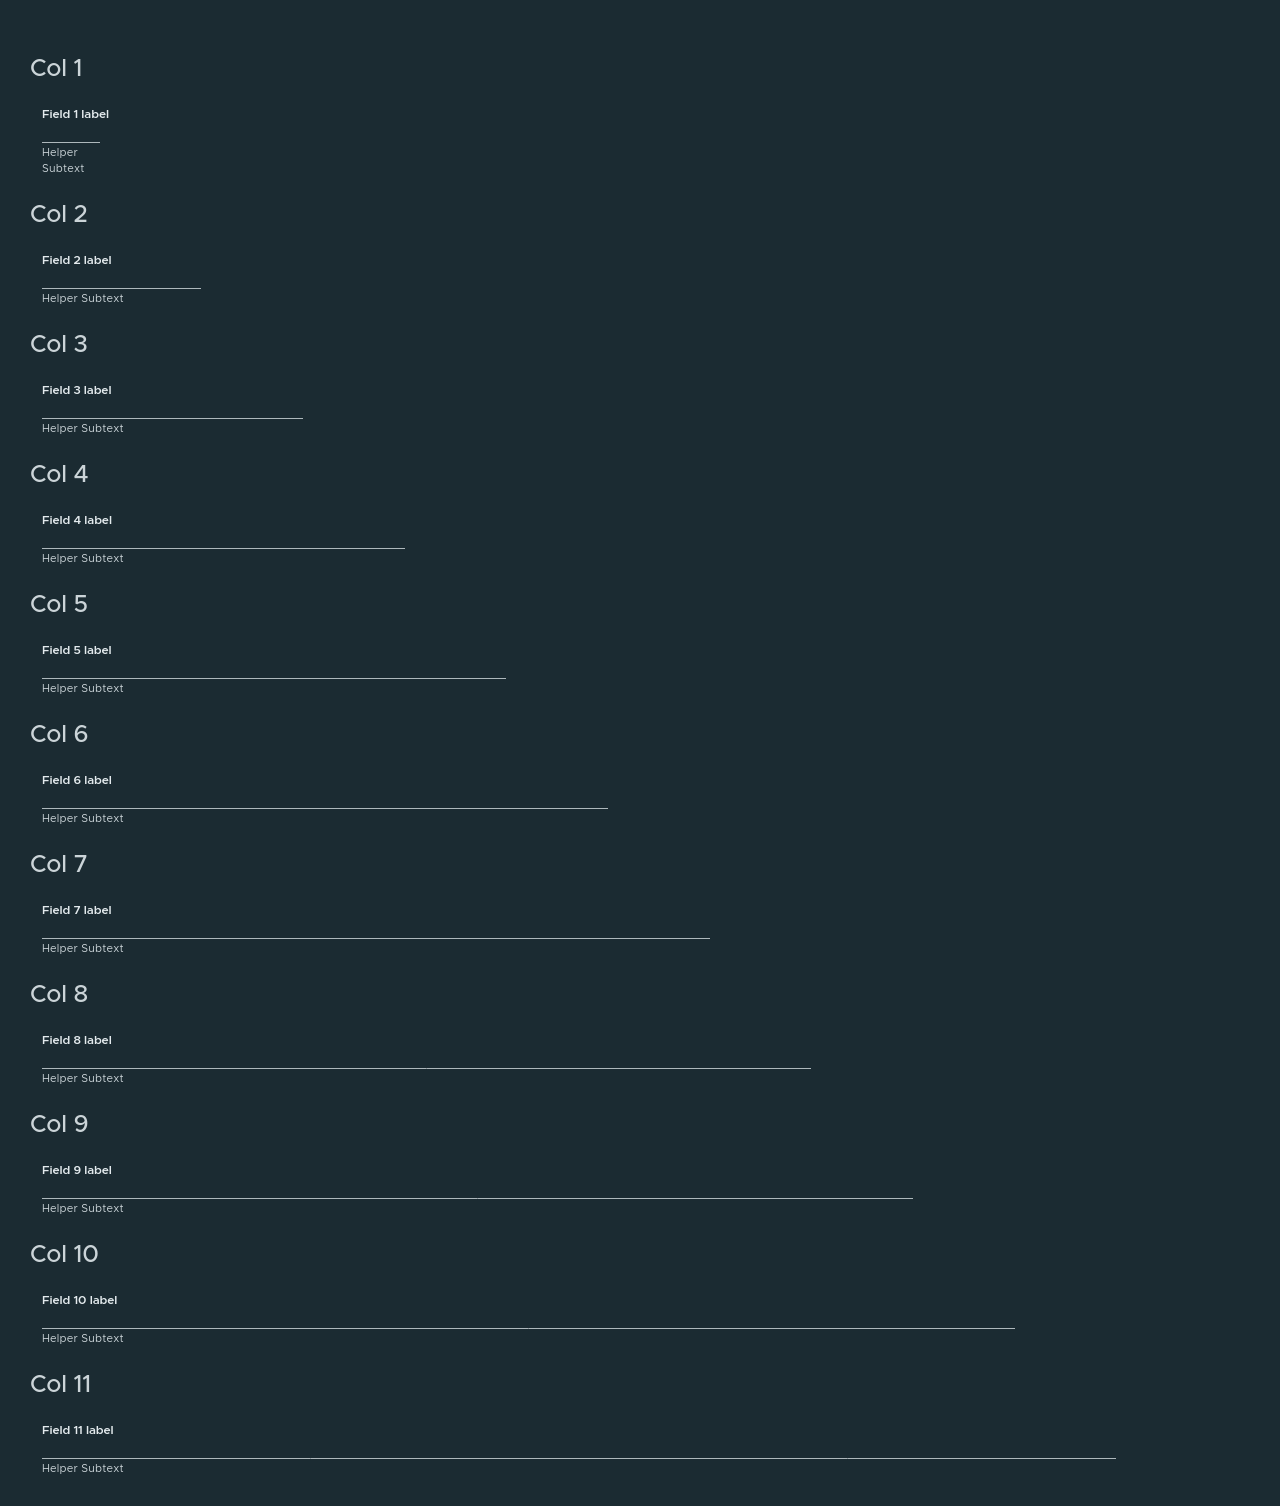 Col 1
Field 1 label
Helper
Subtext
Col 2
Field 2 label
Helper Subtext
Col 3
Field 3 label
Helper Subtext
Col 4
Field 4 label
Helper Subtext
Col 5
Field 5 label
Helper Subtext
Col 6
Field 6 label
Helper Subtext
Col 7
Field 7 label
Helper Subtext
Col 8
Field 8 label
Helper Subtext
Col 9
Field 9 label
Helper Subtext
Col 10
Field 10 label
Helper Subtext
Col 11
Field 11 label
Helper Subtext